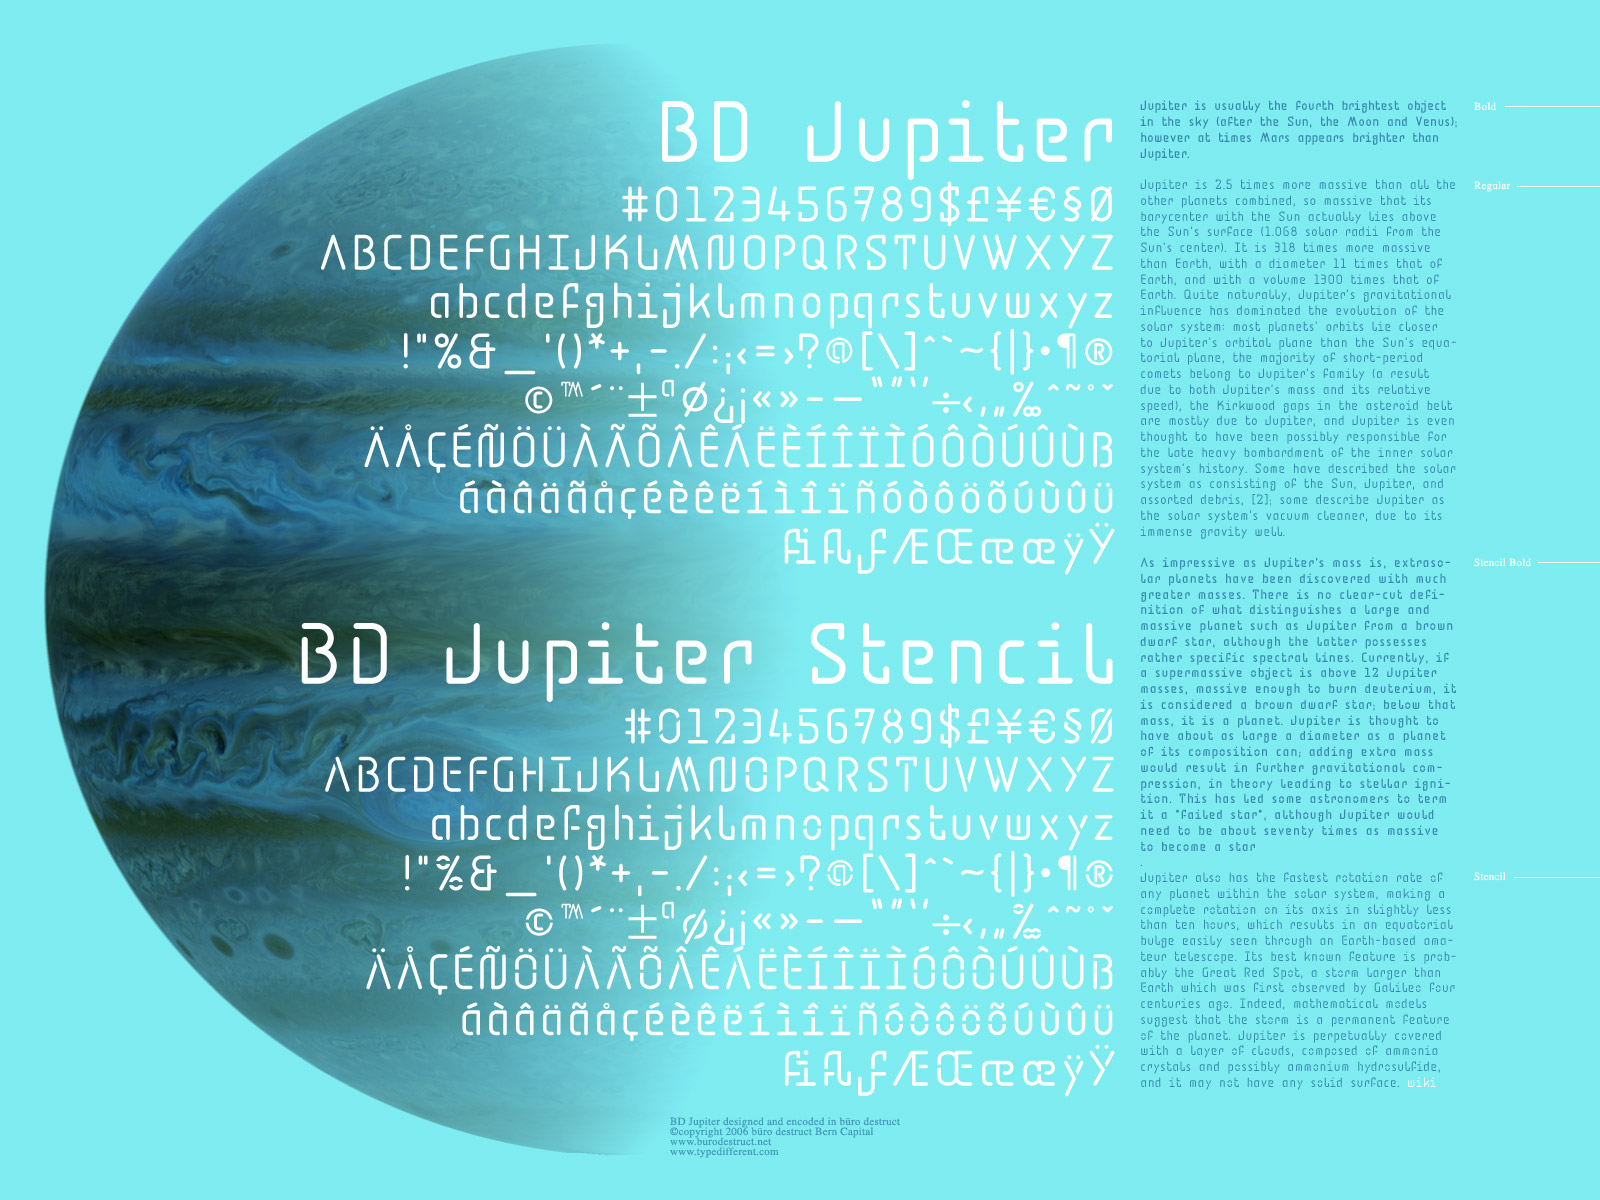 BD Jupiter
#0123456789$£¥€§Ø
ABCDEFGHIJKLMNOPQRSTUVWXYZ
abcdefghijklmnopqrstuvwxyz
!"%&_'()*+,-./:;‹=›?@[\]^`~{|}•¶®
©™´¨±ªø¿¡«»–—“”‘’÷‹‚„‰ˆ˜°ˇ
ÄÅÇÉÑÖÜÀÃÕÂÊÁËÈÍÎÏÌÓÔÒÚÛÙß
áàâäãåçéèêëíìîïñóòôöõúùûü
fiflƒÆŒæœÿŸ
BD Jupiter Stencil
#0123456789$£¥€§Ø
ABCDEFGHIJKLMNOPQRSTUVWXYZ
abcdefghijklmnopqrstuvwxyz
!"%&_'()*+,-./:;‹=›?@[\]^`~{|}•¶®
©™´¨±ªø¿¡«»–—“”‘’÷‹‚„‰ˆ˜°ˇ
ÄÅÇÉÑÖÜÀÃÕÂÊÁËÈÍÎÏÌÓÔÒÚÛÙß
áàâäãåçéèêëíìîïñóòôöõúùûü
fiflƒÆŒæœÿŸ
Bold
Jupiter is usually the fourth brightest object
in the sky (after the Sun, the Moon and Venus);
however at times Mars appears brighter than
Jupiter.
Regular
Jupiter is 2.5 times more massive than all the
other planets combined, so massive that its
barycenter with the Sun actually lies above
the Sun's surface (1.068 solar radii from the
Sun's center). It is 318 times more massive
than Earth, with a diameter 11 times that of
Earth, and with a volume 1300 times that of
Earth. Quite naturally, Jupiter's gravitational
influence has dominated the evolution of the
solar system: most planets' orbits lie closer
to Jupiter's orbital plane than the Sun's equa-
torial plane, the majority of short-period
comets belong to Jupiter's family (a result
due to both Jupiter's mass and its relative
speed), the Kirkwood gaps in the asteroid belt
are mostly due to Jupiter, and Jupiter is even
thought to have been possibly responsible for
the late heavy bombardment of the inner solar
system's history. Some have described the solar
system as consisting of the Sun, Jupiter, and
assorted debris, [2]; some describe Jupiter as
the solar system's vacuum cleaner, due to its
immense gravity well.
Stencil Bold
As impressive as Jupiter's mass is, extraso-
lar planets have been discovered with much
greater masses. There is no clear-cut defi-
nition of what distinguishes a large and
massive planet such as Jupiter from a brown
dwarf star, although the latter possesses
rather specific spectral lines. Currently, if
a supermassive object is above 12 Jupiter
masses, massive enough to burn deuterium, it
is considered a brown dwarf star; below that
mass, it is a planet. Jupiter is thought to
have about as large a diameter as a planet
of its composition can; adding extra mass
would result in further gravitational com-
pression, in theory leading to stellar igni-
tion. This has led some astronomers to term
it a "failed star", although Jupiter would
need to be about seventy times as massive
to become a star
.
Stencil
Jupiter also has the fastest rotation rate of
any planet within the solar system, making a
complete rotation on its axis in slightly less
than ten hours, which results in an equatorial
bulge easily seen through an Earth-based ama-
teur telescope. Its best known feature is prob-
ably the Great Red Spot, a storm larger than
Earth which was first observed by Galileo four
centuries ago. Indeed, mathematical models
suggest that the storm is a permanent feature
of the planet. Jupiter is perpetually covered
with a layer of clouds, composed of ammonia
crystals and possibly ammonium hydrosulfide,
and it may not have any solid surface. wiki
BD Jupiter designed and encoded in büro destruct
©copyright 2006 büro destruct Bern Capital
www.burodestruct.net
www.typedifferent.com